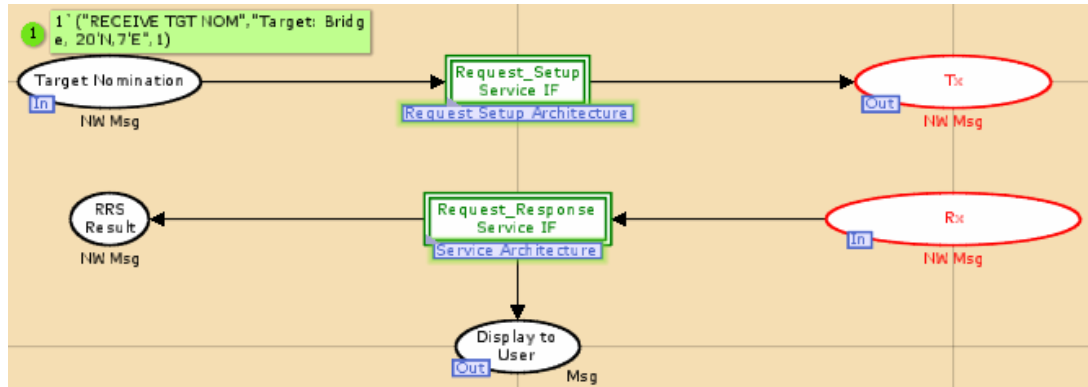 1
1`("RECEIVE TGT NOM","Target: Bridg
e, 20'N,7'E",1)
Target Nomination
In
NW Msg
Request_Setup
Service IF
Request Setup Architecture
Tx
Out
NW Msg
RRS
Result
NW Msg
Request_Response
Service IF
Service Architecture
Rx
In
NW Msg
Display to
User
Out
Msg